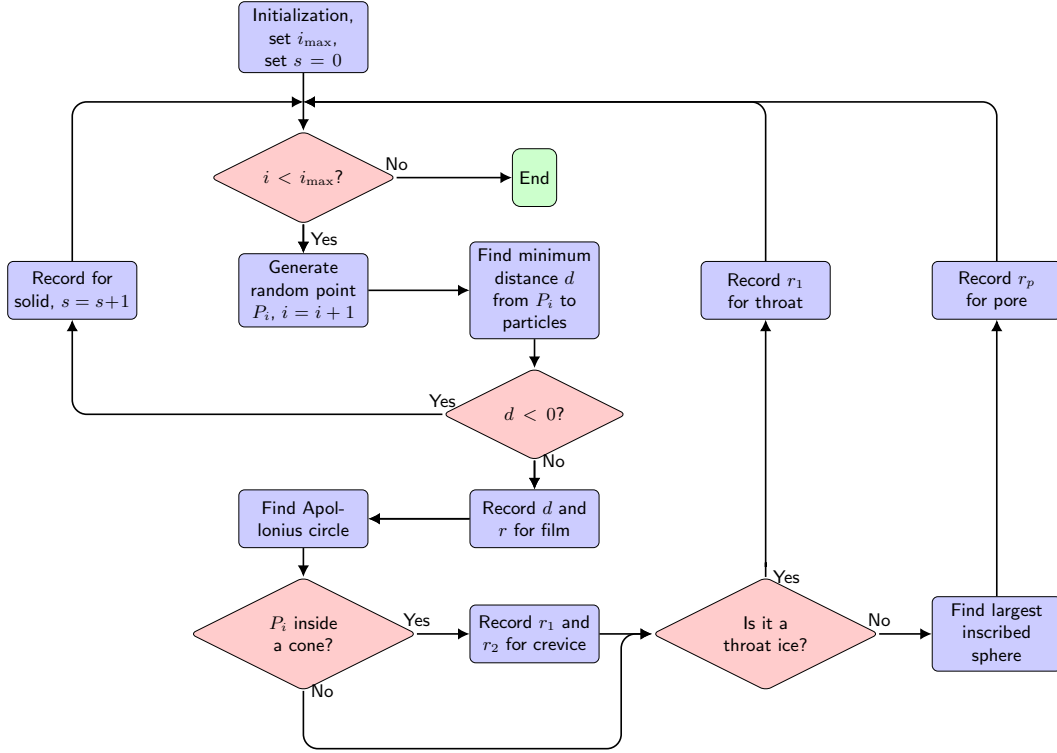 Initialization,
set i_max,
set s = 0
i < i_max?
No
End
Yes
Generate
random point
P_i, i = i + 1
Find minimum
distance d
from P_i to
particles
Record for
solid, s = s+1
Record r_1
for throat
Record r_p
for pore
Yes
d < 0?
No
Find Apol-
lonius circle
Record d and
r for film
P_i inside
a cone?
Yes
No
Record r_1 and
r_2 for crevice
Yes
Is it a
throat ice?
No
Find largest
inscribed
sphere